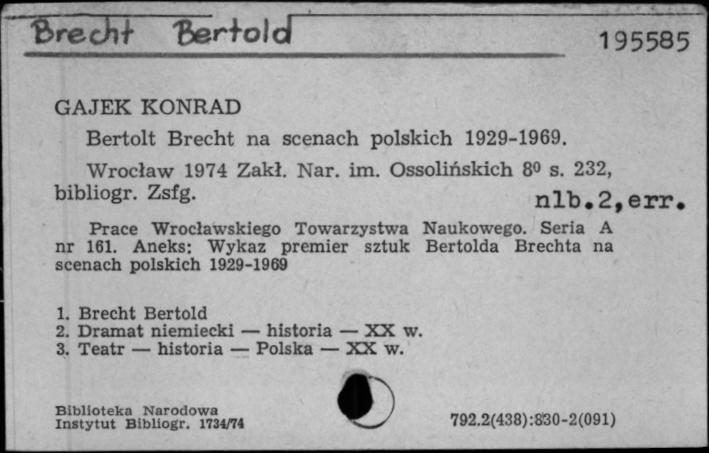 Brecht Bertold
195585
GAJEK KONRAD
Bertolt Brecht na scenach polskich 1929-1969.
Wrocław 1974 Zakł. Nar. im. Ossolińskich 8⁰ s. 232,
bibliogr. Zsfg.
nlb.2,err.
Prace Wrocławskiego Towarzystwa Naukowego. Seria A
nr 161. Aneks: Wykaz premier sztuk Bertolda Brechta na
scenach polskich 1929-1969
1. Brecht Bertold
2. Dramat niemiecki — historia — XX w.
3. Teatr — historia — Polska — XX w.
Biblioteka Narodowa
Instytut Bibliogr. 1734/74
792.2(438):830-2(091)